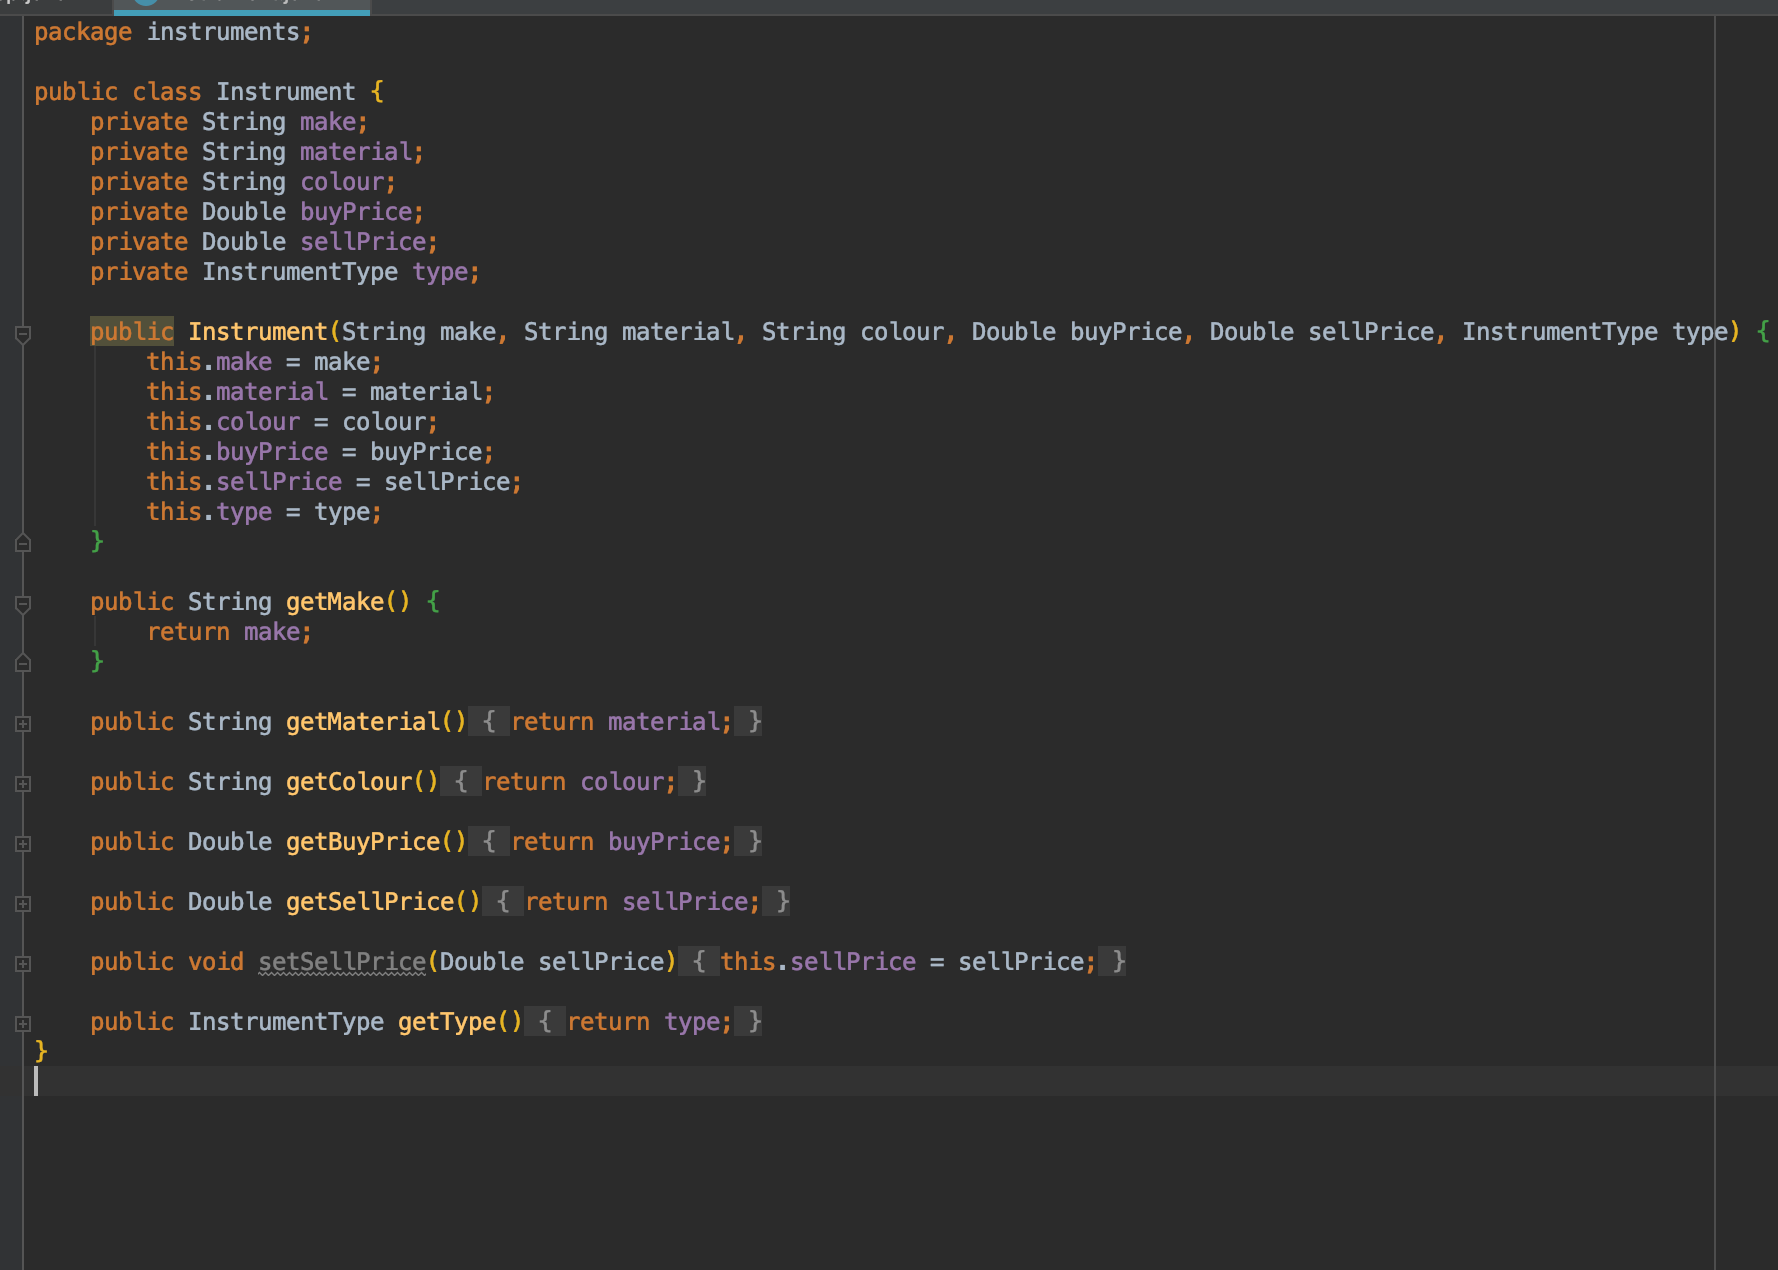 package instruments;
public class Instrument {
private String make;
private String material;
private String colour;
private Double buyPrice;
private Double sellPrice;
private InstrumentType type;
public Instrument(String make, String material, String colour, Double buyPrice, Double sellPrice, InstrumentType type) {
this.make = make;
this.material = material;
this.colour = colour;
this.buyPrice = buyPrice;
this.sellPrice = sellPrice;
this.type = type;
}
public String getMake() {
return make;
}
public String getMaterial() { return material; }
public String getColour() { return colour; }
public Double getBuyPrice() { return buyPrice; }
public Double getSellPrice() { return sellPrice; }
public void setSellPrice(Double sellPrice) { this.sellPrice = sellPrice; }
public InstrumentType getType() { return type; }
}